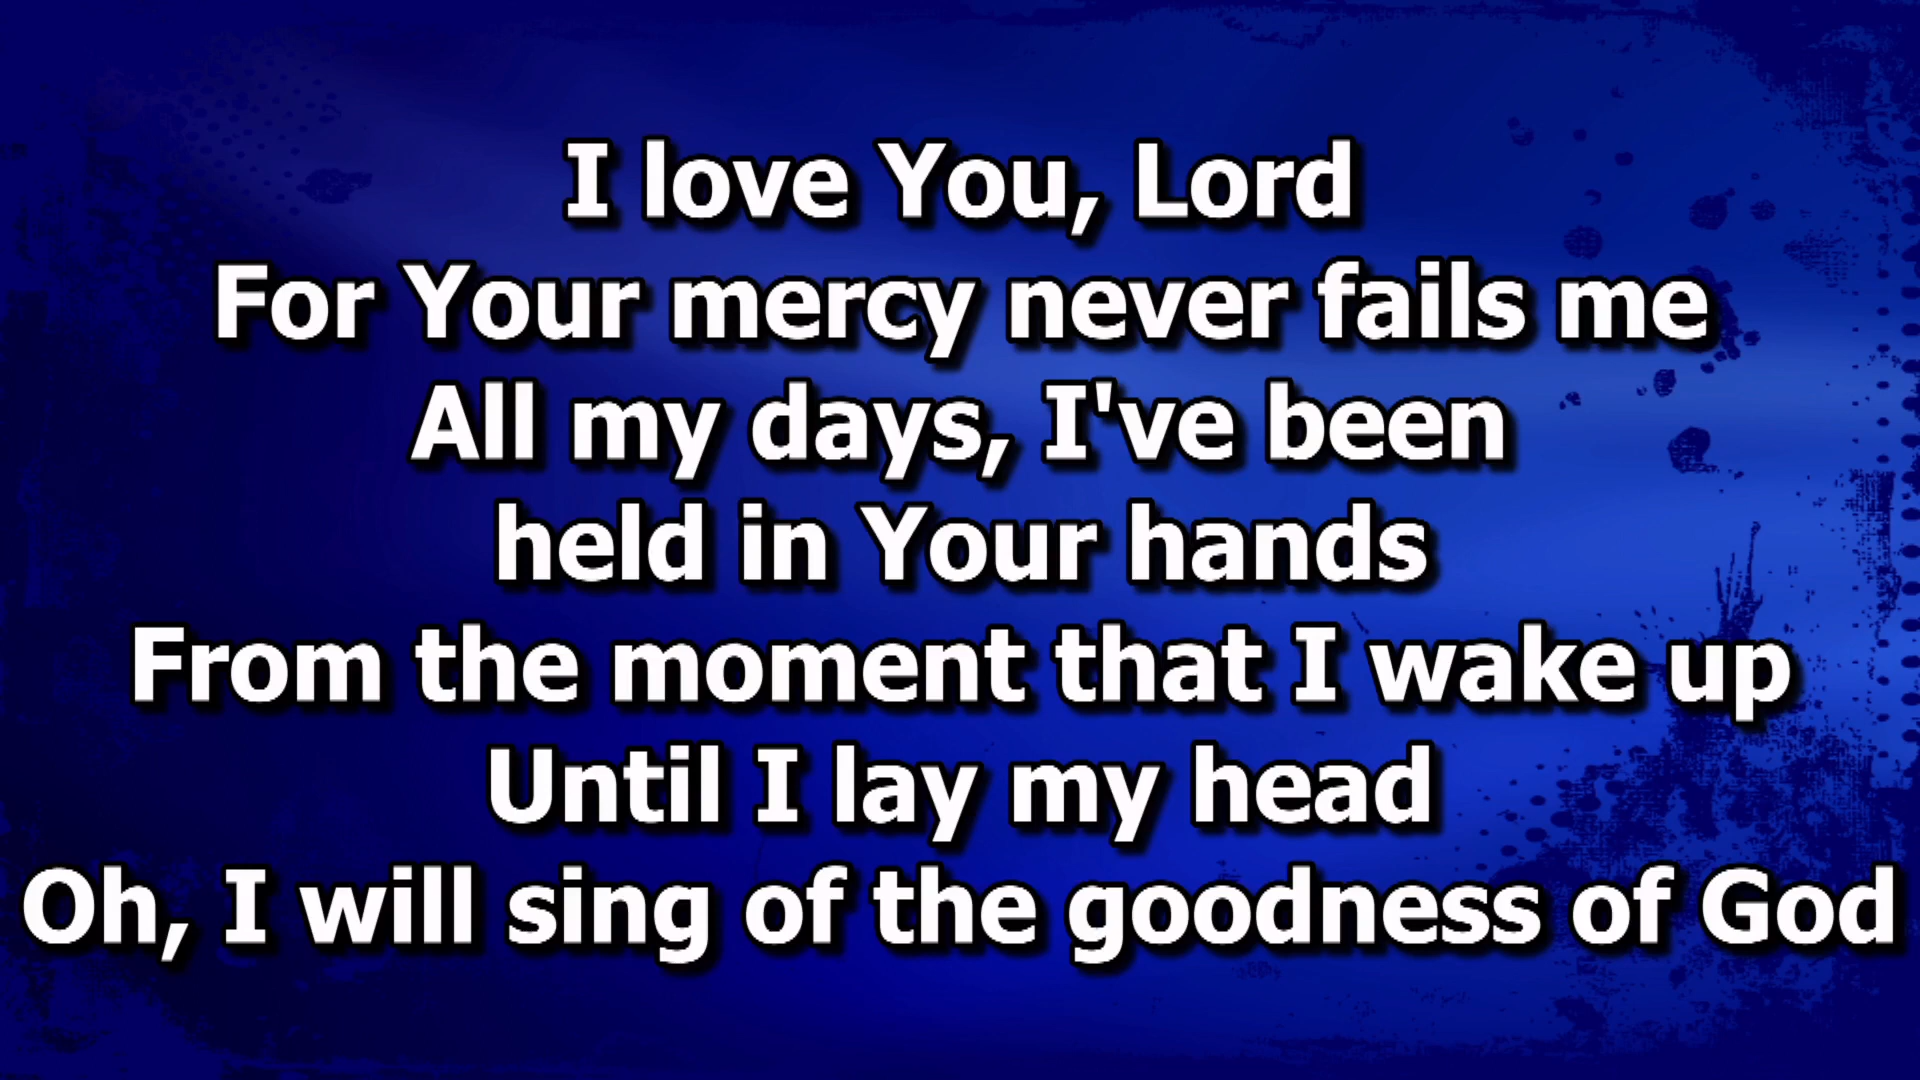 I love You, Lord
For Your mercy never fails me
All my days, I've been
held in Your hands
From the moment that I wake up
Until I lay my head
Oh, I will sing of the goodness of God